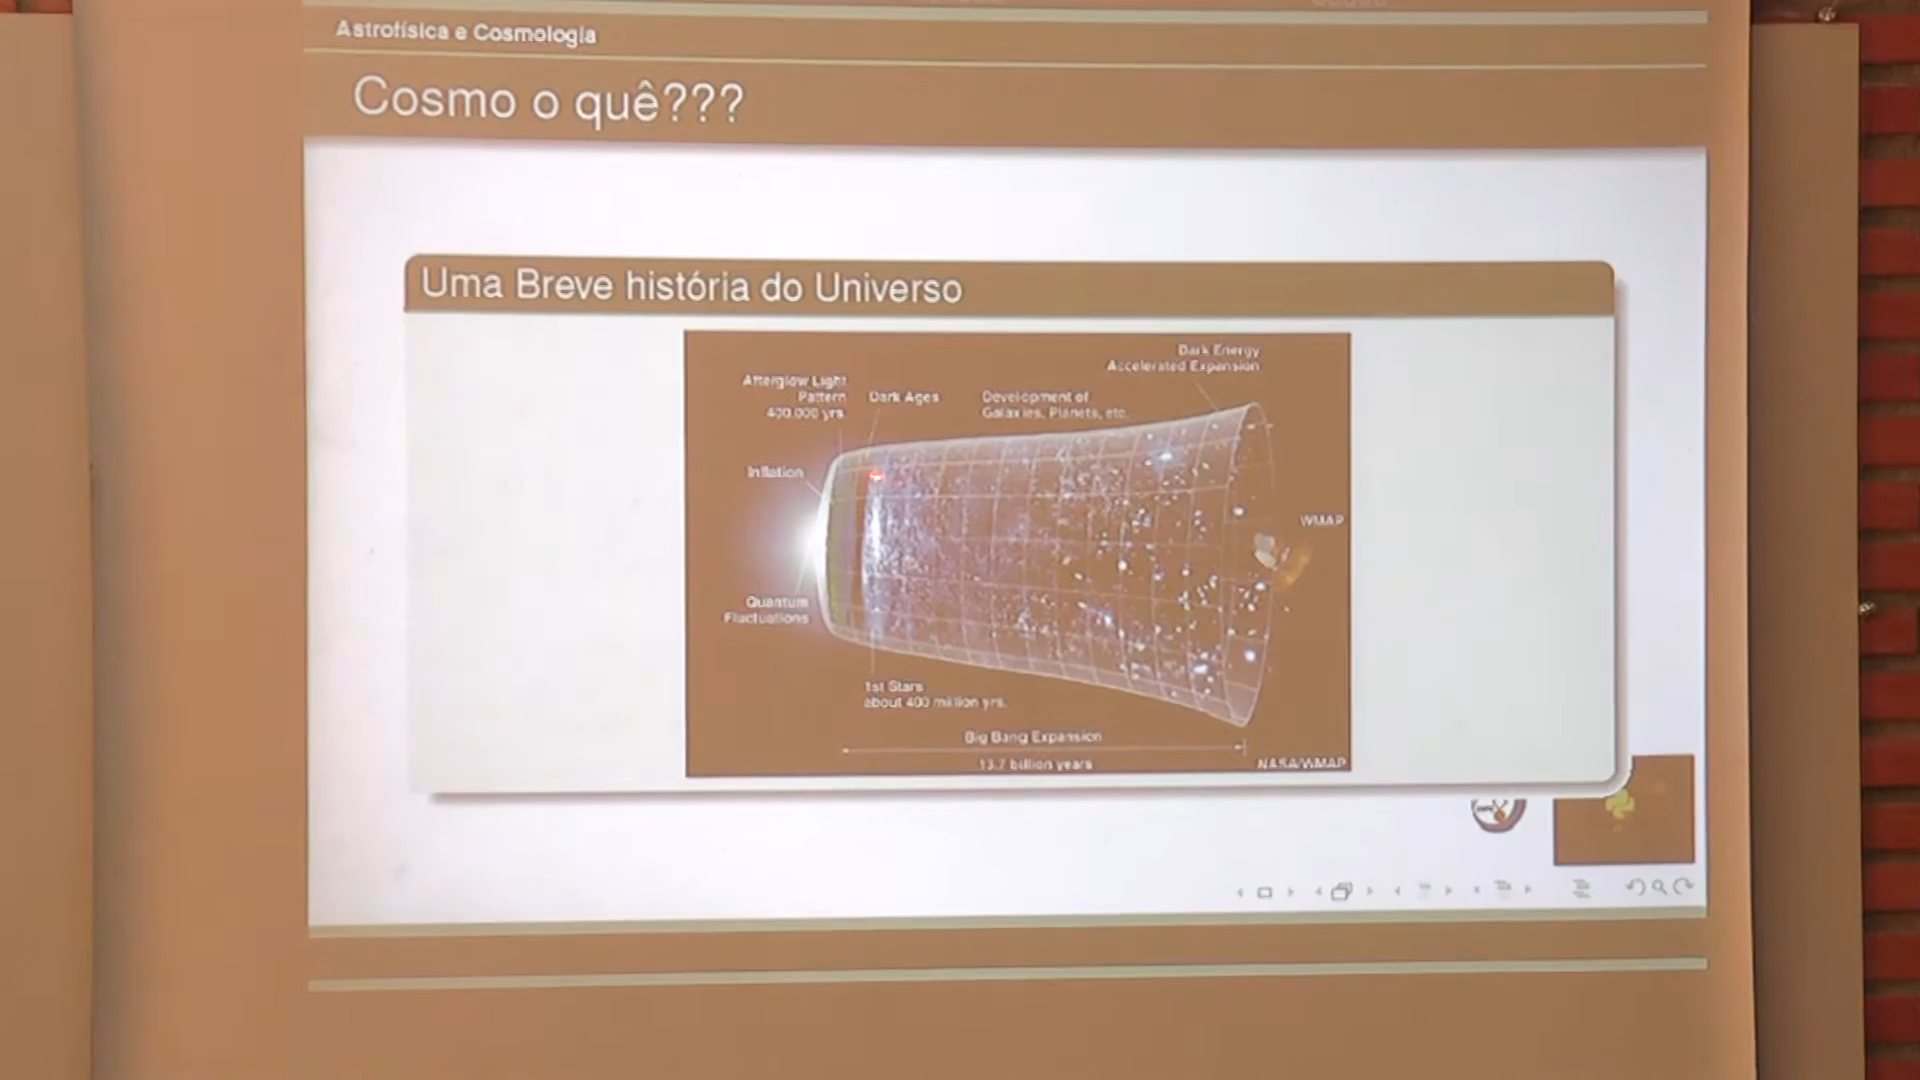 Astrofísica e Cosmologia
Cosmo o quê???
Uma Breve história do Universo
Dark Energy
Accelerated Expansion
Afterglow Light
Pattern
400.000 yrs.
Dark Ages
Development of
Galaxies, Planets, etc.
Inflation
WMAP
Quantum
Fluctuations
1st Stars
about 400 million yrs.
Big Bang Expansion
13.7 billion years
NASA/WMAP